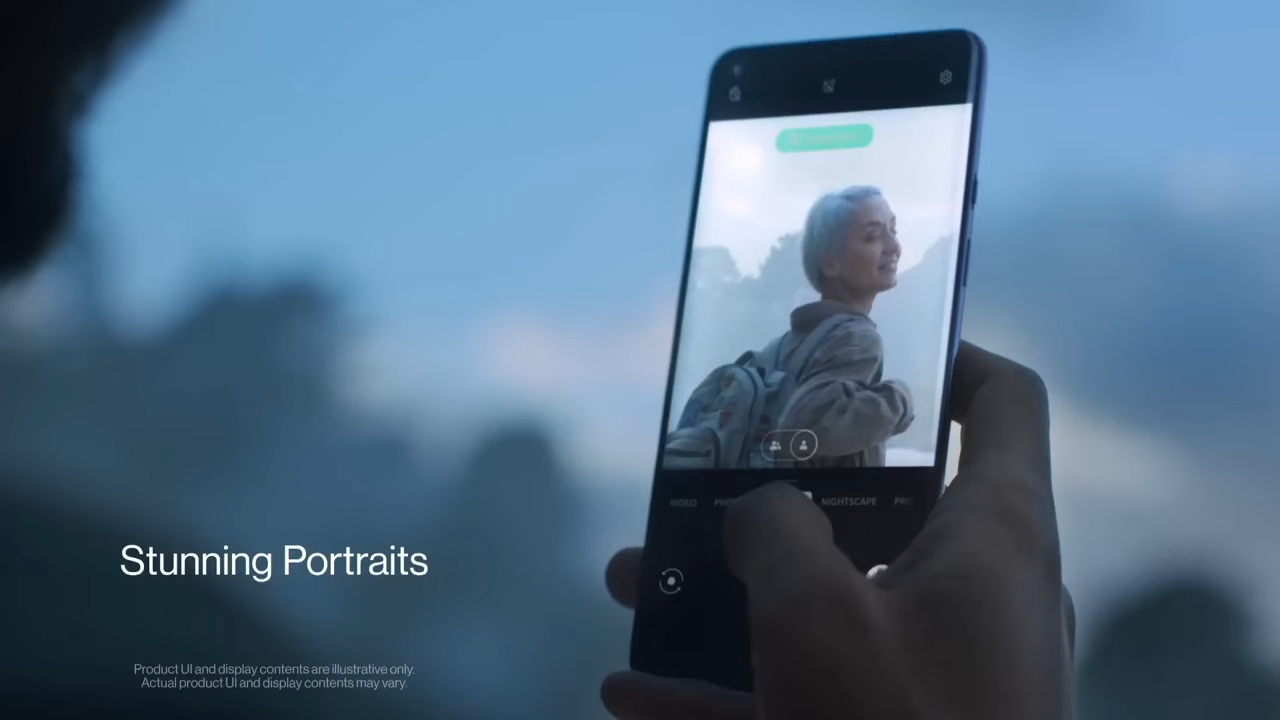 VIDEO
NIGHTSCAPE
Stunning Portraits
Product UI and display contents are illustrative only.
Actual product UI and display contents may vary.